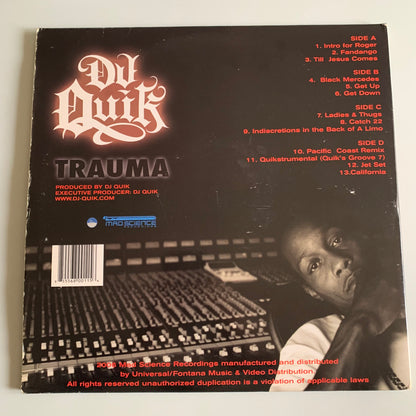 DJ
Quik
TRAUMA
PRODUCED BY DJ QUIK
EXECUTIVE PRODUCER: DJ QUIK
WWW.DJ-QUIK.COM
MAD SCIENCE
SIDE A
1. Intro for Roger
2. Fandango
3. Till Jesus Comes
SIDE B
4. Black Mercedes
5. Get Up
6. Get Down
SIDE C
7. Ladies & Thugs
8. Catch 22
9. Indiscretions in the Back of A Limo
SIDE D
10. Pacific Coast Remix
11. Quikstrumental (Quik's Groove 7)
12. Jet Set
13.California
Mad Science Recordings manufactured and distributed
by Universal/Fontana Music & Video Distribution.
All rights reserved unauthorized duplication is a violation of applicable laws